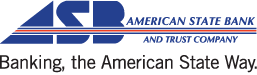 ASB AMERICAN STATE BANK
AND TRUST COMPANY
Banking, the American State Way.